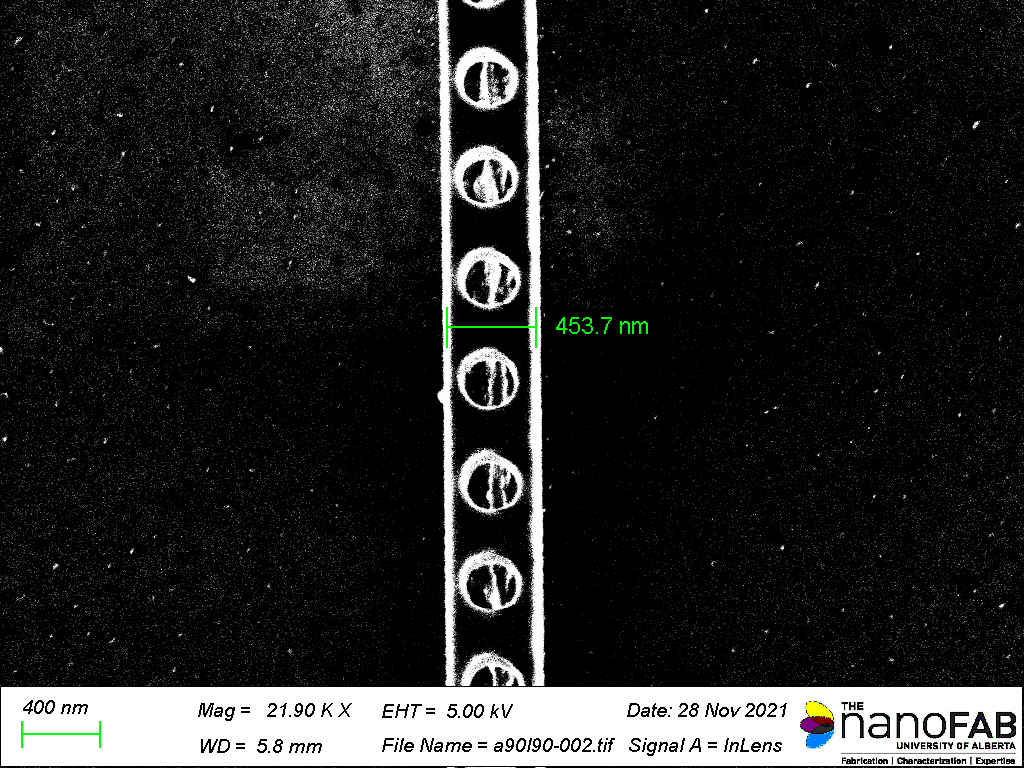 453.7 nm
400 nm
Mag = 21.90 K X
EHT = 5.00 kV
Date: 28 Nov 2021
WD = 5.8 mm
File Name = a90l90-002.tif
Signal A = InLens
THE
nanoFAB
UNIVERSITY OF ALBERTA
Fabrication | Characterization | Expertise